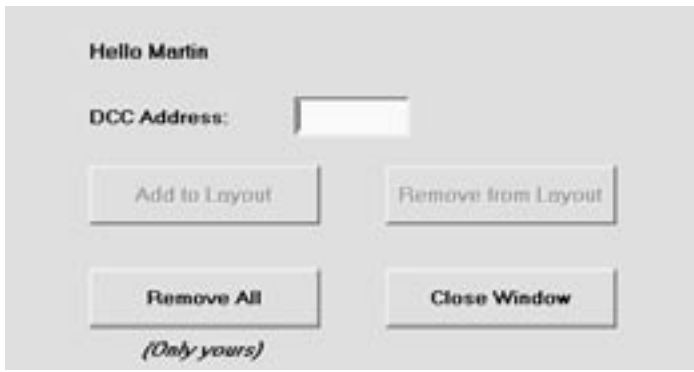 Hello Martin
DCC Address:
Add to Layout Remove from Layout
Remove All Close Window
(Only yours)